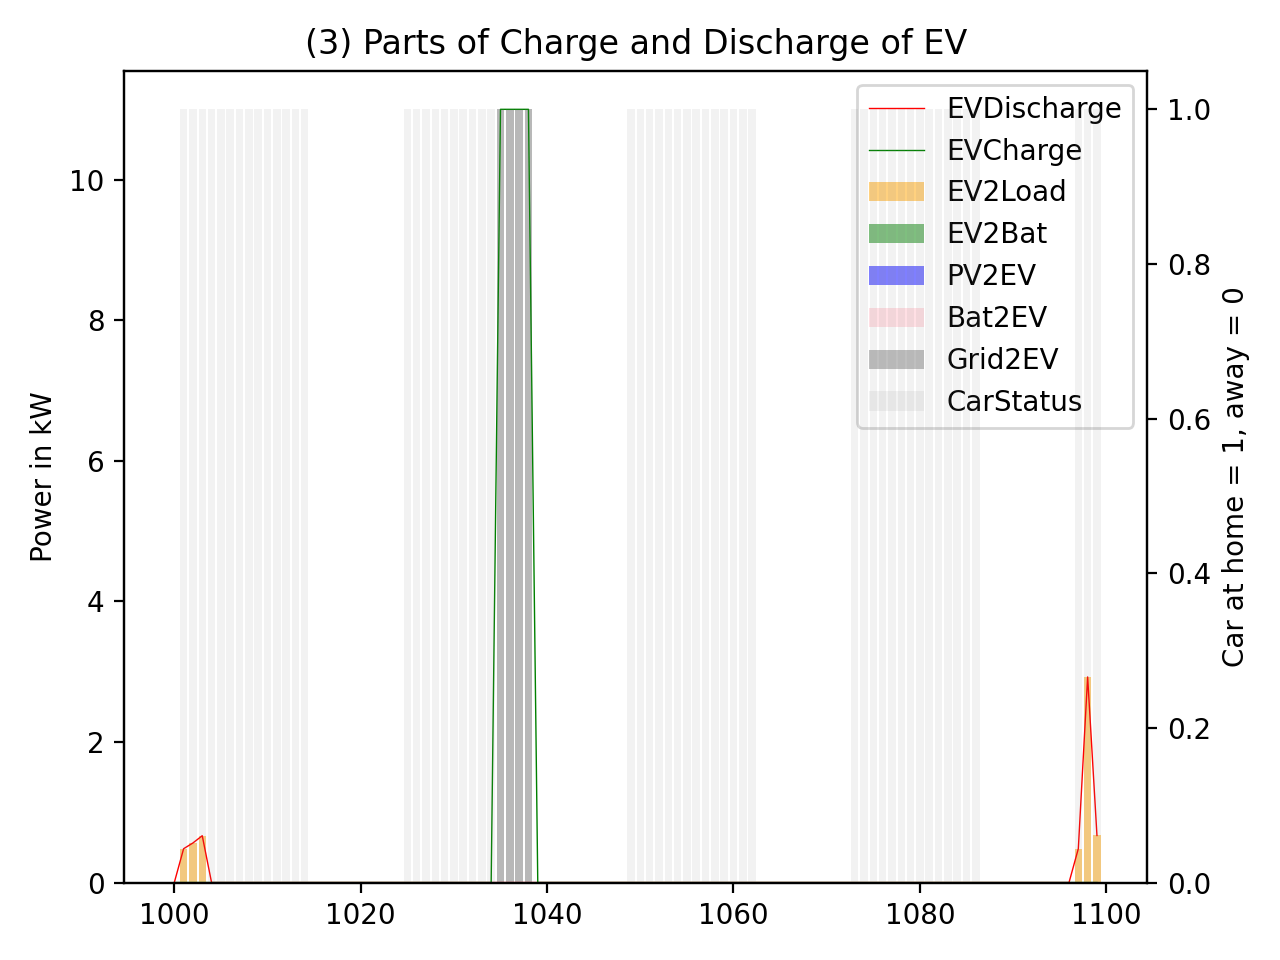 (3) Parts of Charge and Discharge of EV
EVDischarge
EVCharge
EV2Load
EV2Bat
PV2EV
Bat2EV
Grid2EV
CarStatus
Power in kW
10
8
6
4
2
0
1.0
0.8
0.6
0.4
0.2
0.0
Car at home = 1, away = 0
1000 1020 1040 1060 1080 1100